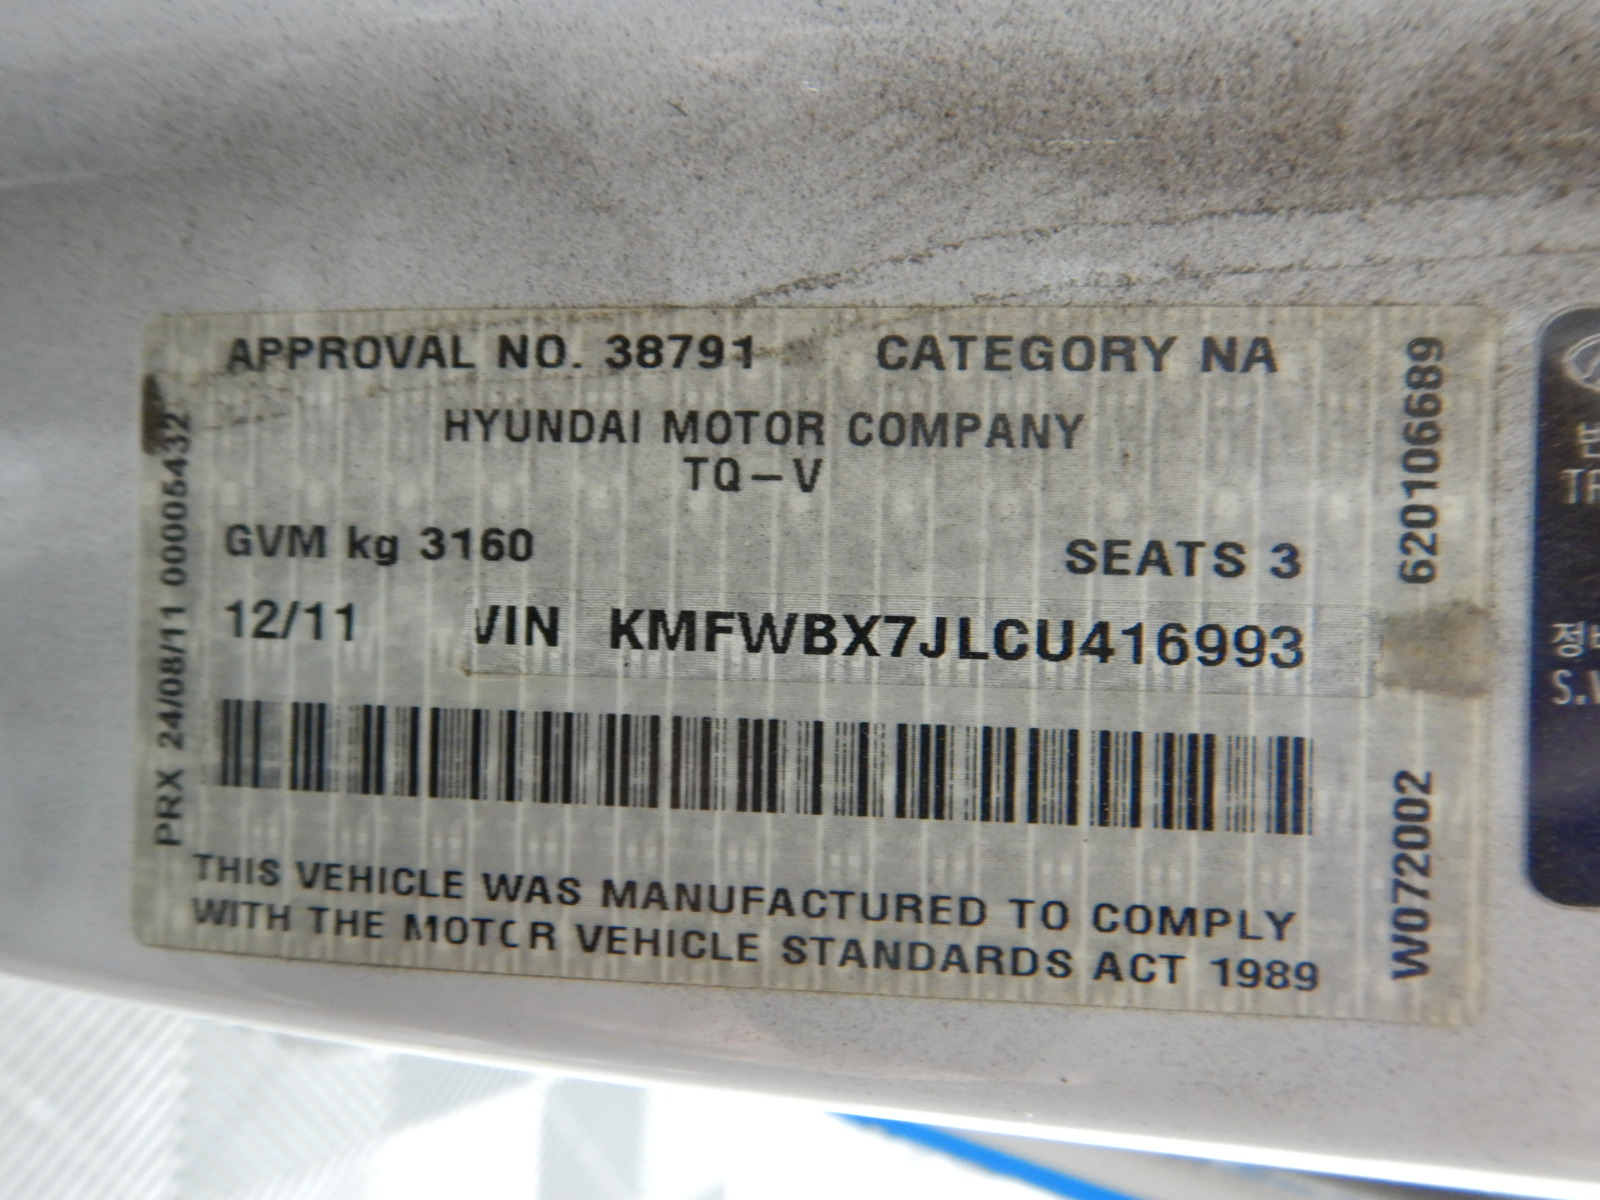 APPROVAL NO. 38791 CATEGORY NA
HYUNDAI MOTOR COMPANY
TQ-V
GVM kg 3160 SEATS 3
12/11 VIN KMFWBX7JLCU416993
THIS VEHICLE WAS MANUFACTURED TO COMPLY
WITH THE MOTOR VEHICLE STANDARDS ACT 1989
PRX 24/08/11 00005432
620106689
W072002